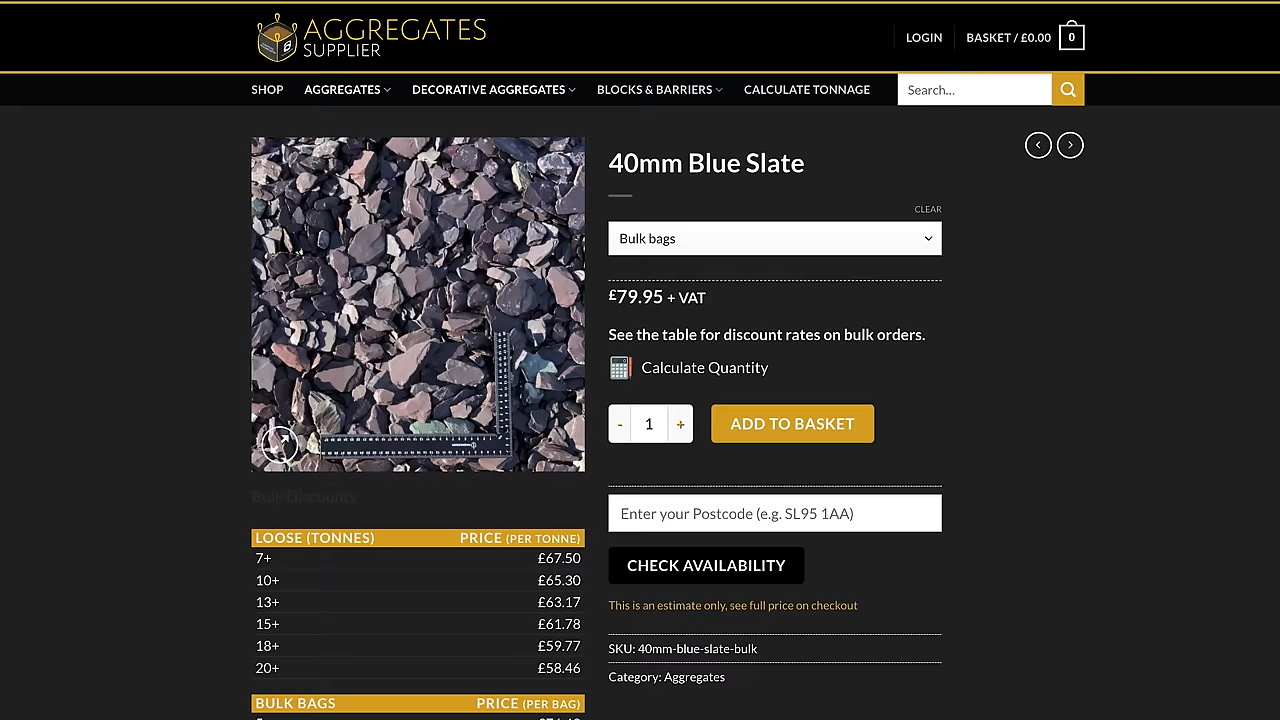 AGGREGATES
SUPPLIER
LOGIN
BASKET / £0.00
0
SHOP
AGGREGATES
DECORATIVE AGGREGATES
BLOCKS & BARRIERS
CALCULATE TONNAGE
Search…
40mm Blue Slate
CLEAR
Bulk bags
£79.95 + VAT
See the table for discount rates on bulk orders.
Calculate Quantity
- 1 +
ADD TO BASKET
Enter your Postcode (e.g. SL95 1AA)
CHECK AVAILABILITY
This is an estimate only, see full price on checkout
SKU: 40mm-blue-slate-bulk
Category: Aggregates
Bulk Discounts
LOOSE (TONNES) PRICE (PER TONNE)
7+ £67.50
10+ £65.30
13+ £63.17
15+ £61.78
18+ £59.77
20+ £58.46
BULK BAGS PRICE (PER BAG)